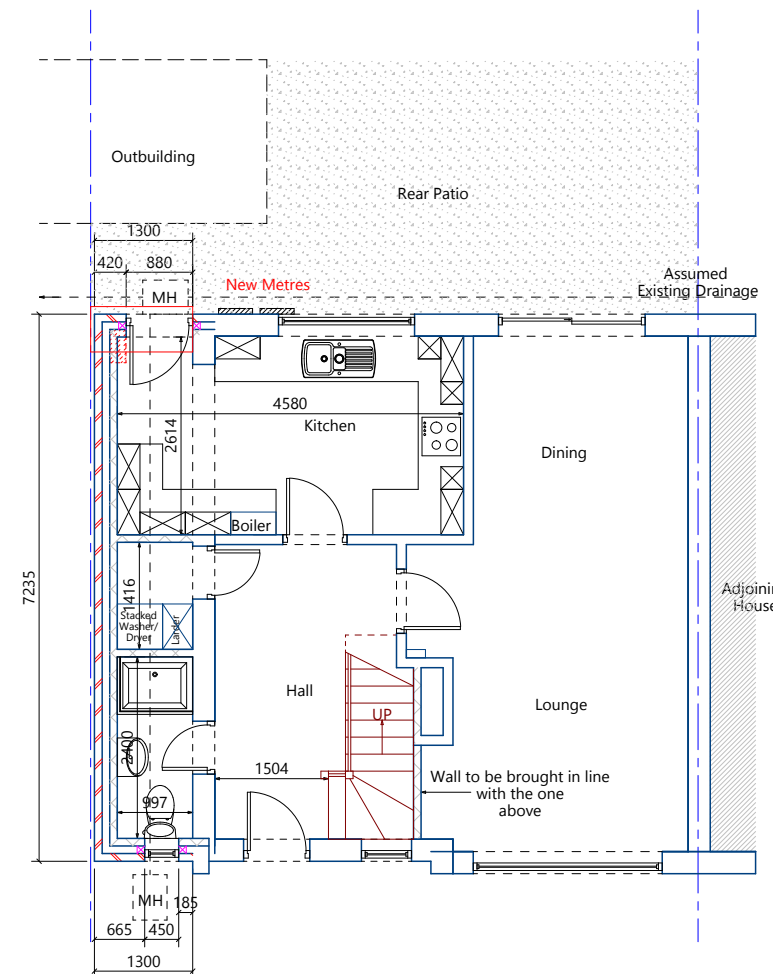 Outbuilding
Rear Patio
1300
420
880
MH
New Metres
Assumed
Existing Drainage
4580
Kitchen
2614
Dining
Boiler
7235
1416
Stacked
Washer/
Dryer
Larder
Adjoinin
House
Hall
Lounge
UP
2400
1504
997
Wall to be brought in line
with the one
above
MH
185
665
450
1300